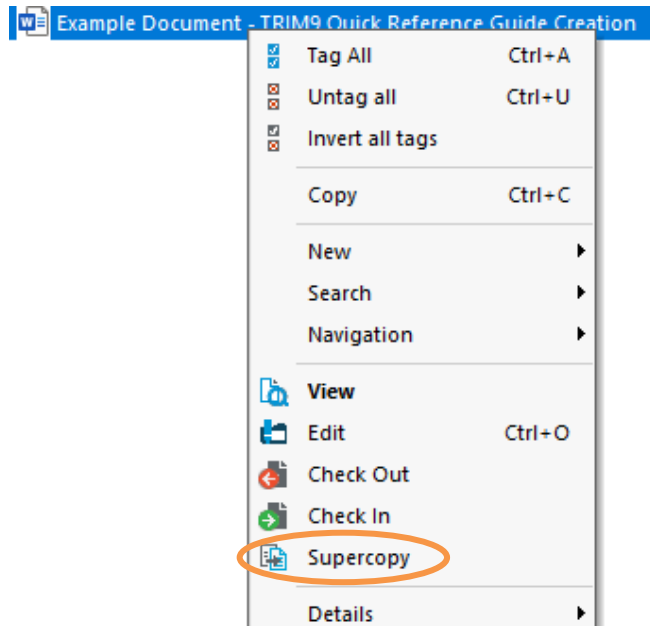 Example Document - TRIM9 Quick Reference Guide Creation
Tag All Ctrl+A
Untag all Ctrl+U
Invert all tags
Copy Ctrl+C
New
Search
Navigation
View
Edit Ctrl+O
Check Out
Check In
Supercopy
Details